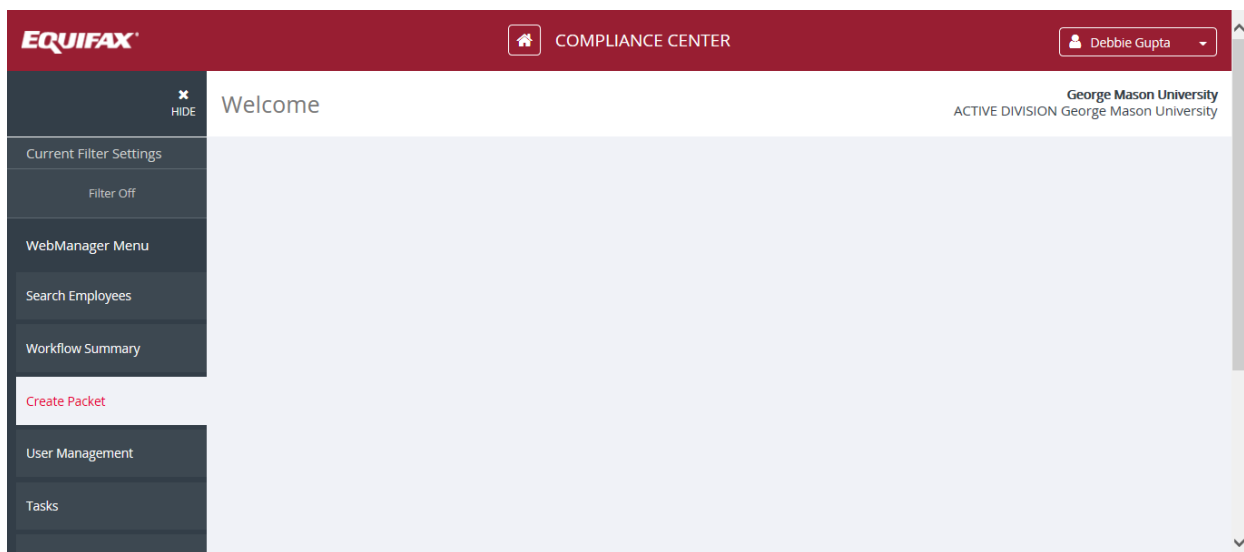 EQUIFAX
COMPLIANCE CENTER
Debbie Gupta
HIDE
Welcome
George Mason University
ACTIVE DIVISION George Mason University
Current Filter Settings
Filter Off
WebManager Menu
Search Employees
Workflow Summary
Create Packet
User Management
Tasks